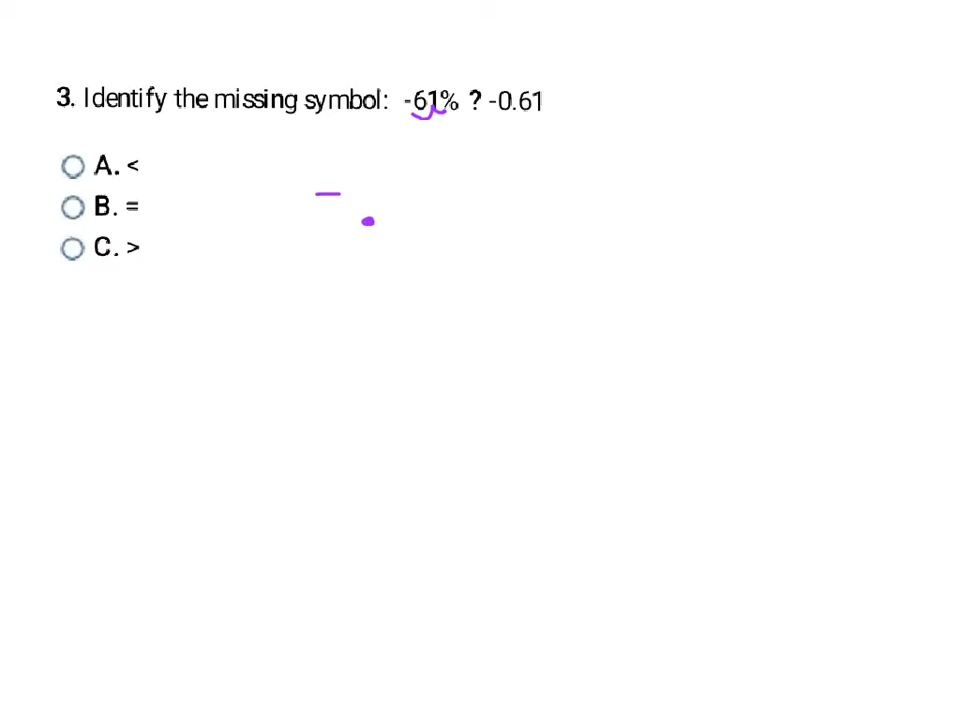 3. Identify the missing symbol: -61% ? -0.61
A. <
B. =
C. >
- .